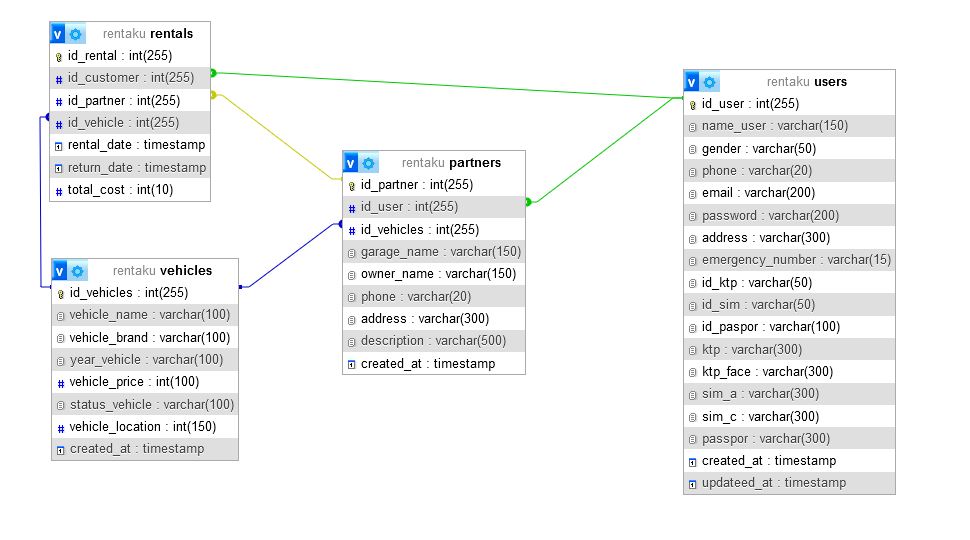 v rentaku rentals
id_rental : int(255)
# id_customer : int(255)
# id_partner : int(255)
# id_vehicle : int(255)
rental_date : timestamp
return_date : timestamp
# total_cost : int(10)
v rentaku vehicles
id_vehicles : int(255)
vehicle_name : varchar(100)
vehicle_brand : varchar(100)
year_vehicle : varchar(100)
# vehicle_price : int(100)
status_vehicle : varchar(100)
# vehicle_location : int(150)
created_at : timestamp
v rentaku partners
id_partner : int(255)
# id_user : int(255)
# id_vehicles : int(255)
garage_name : varchar(150)
owner_name : varchar(150)
phone : varchar(20)
address : varchar(300)
description : varchar(500)
created_at : timestamp
v rentaku users
id_user : int(255)
name_user : varchar(150)
gender : varchar(50)
phone : varchar(20)
email : varchar(200)
password : varchar(200)
address : varchar(300)
emergency_number : varchar(15)
id_ktp : varchar(50)
id_sim : varchar(50)
id_paspor : varchar(100)
ktp : varchar(300)
ktp_face : varchar(300)
sim_a : varchar(300)
sim_c : varchar(300)
passpor : varchar(300)
created_at : timestamp
updateed_at : timestamp